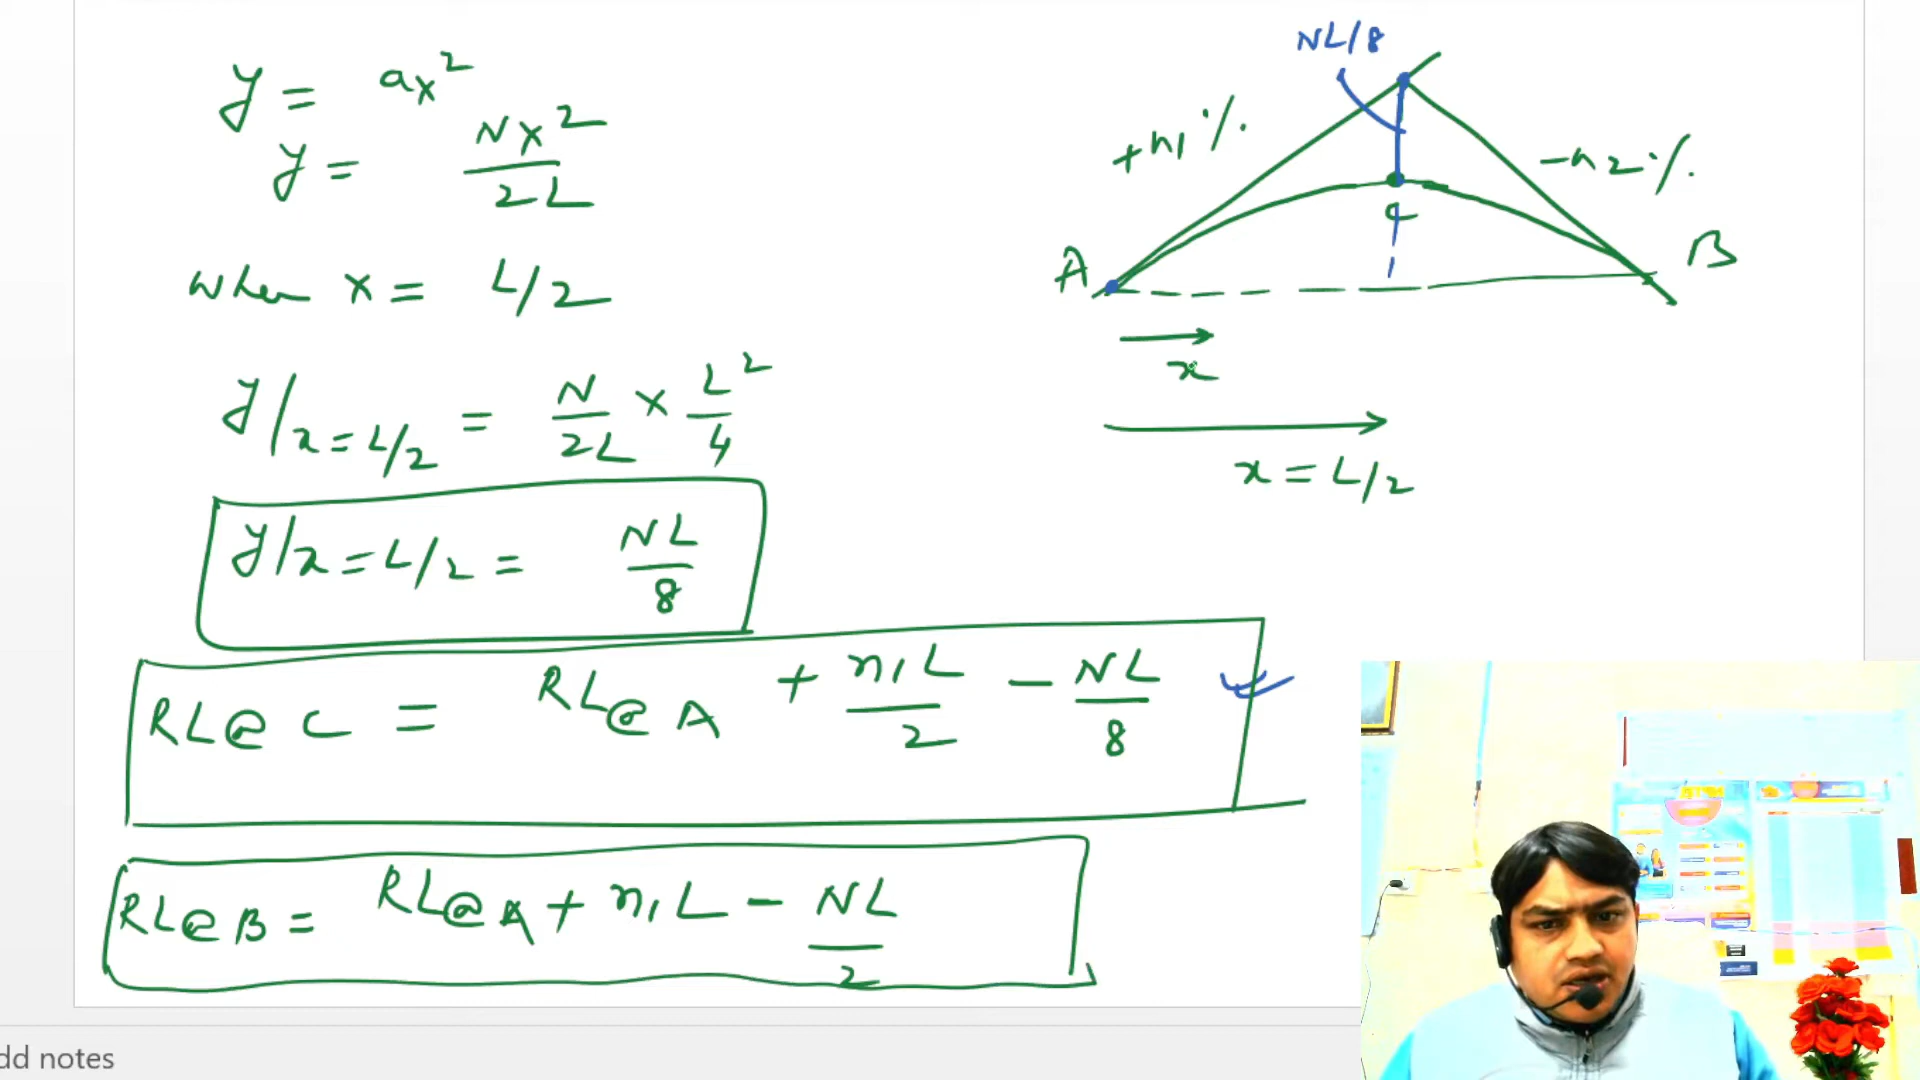 y = ax²
y = Nx²/2L
when x = L/2
y/x=L/2 = N/2L × L²/4
y/x=L/2 = NL/8
RL@C = RL@A + n₁L/2 - NL/8
RL@B = RL@A + n₁L - NL/2
NL/8
+n₁%
-n2%
C
A
B
x
x = L/2
dd notes